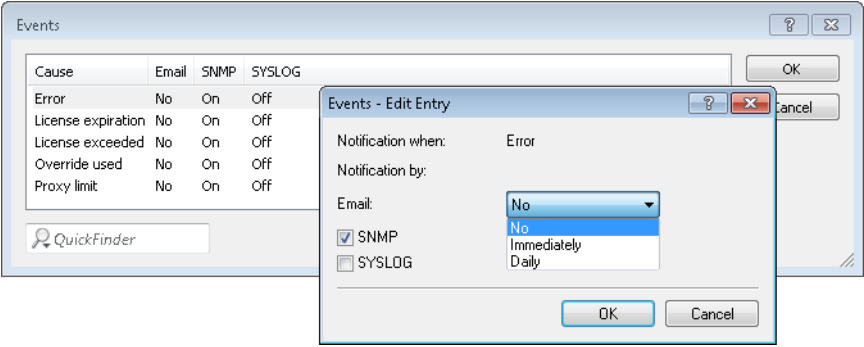 Events
Cause Email SNMP SYSLOG
Error No On Off
License expiration No On Off
License exceeded No On Off
Override used No On Off
Proxy limit No On Off
QuickFinder
OK
Cancel
Events - Edit Entry
Notification when: Error
Notification by:
Email: No
No
Immediately
Daily
SNMP
SYSLOG
OK Cancel